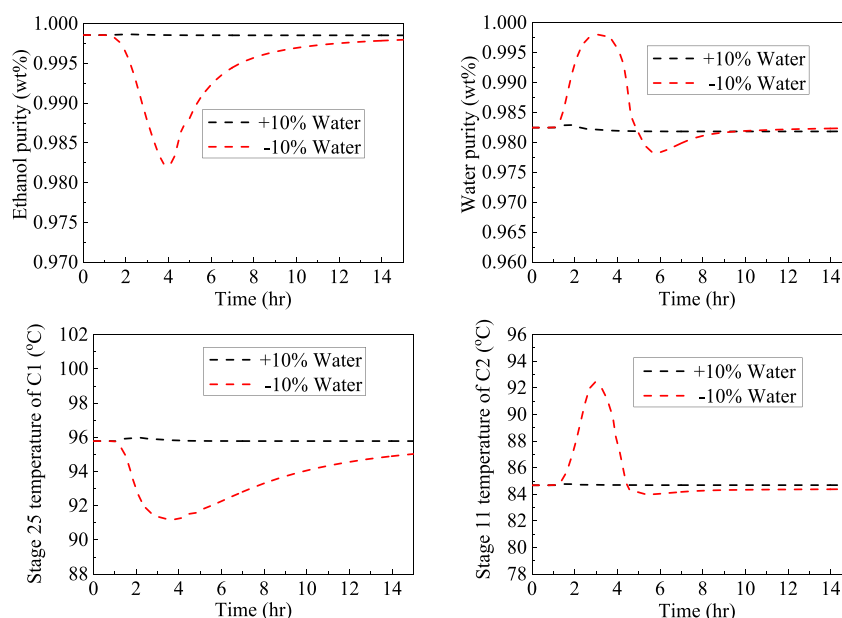 Ethanol purity (wt%)
1.000
0.995
0.990
0.985
0.980
0.975
0.970
+10% Water
-10% Water
0 2 4 6 8 10 12 14
Time (hr)
Water purity (wt%)
1.000
0.995
0.990
0.985
0.980
0.975
0.970
0.965
0.960
+10% Water
-10% Water
0 2 4 6 8 10 12 14
Time (hr)
Stage 25 temperature of C1 (ºC)
102
100
98
96
94
92
90
88
+10% Water
-10% Water
0 2 4 6 8 10 12 14
Time (hr)
Stage 11 temperature of C2 (ºC)
96
94
92
90
88
86
84
82
80
78
+10% Water
-10% Water
0 2 4 6 8 10 12 14
Time (hr)